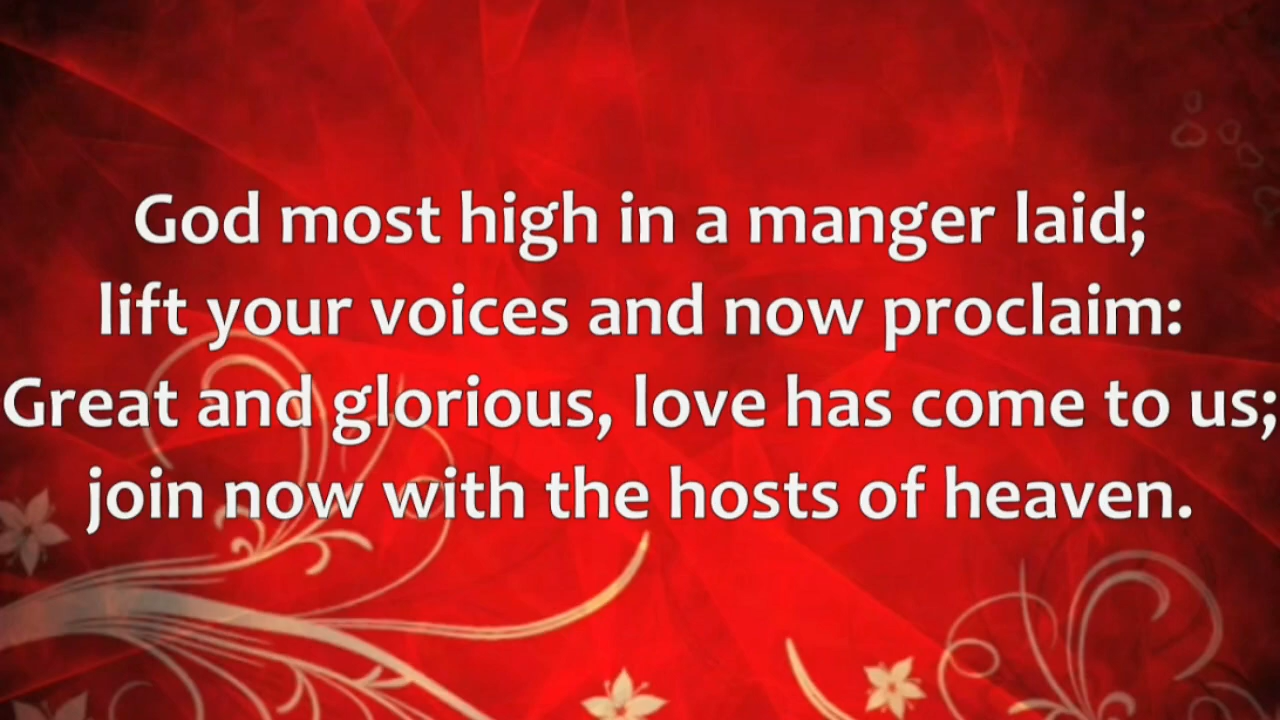 God most high in a manger laid;
lift your voices and now proclaim:
Great and glorious, love has come to us;
join now with the hosts of heaven.